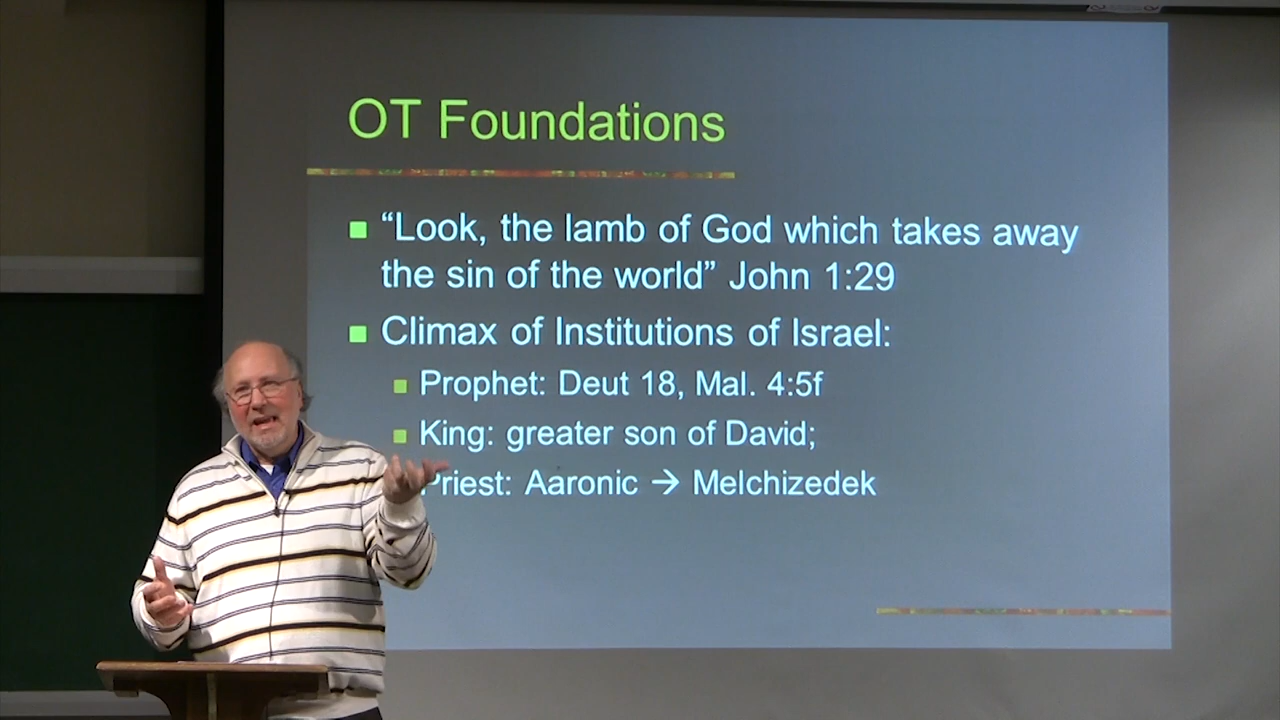 OT Foundations
“Look, the lamb of God which takes away
the sin of the world” John 1:29
Climax of Institutions of Israel:
Prophet: Deut 18, Mal. 4:5f
King: greater son of David;
Priest: Aaronic → Melchizedek